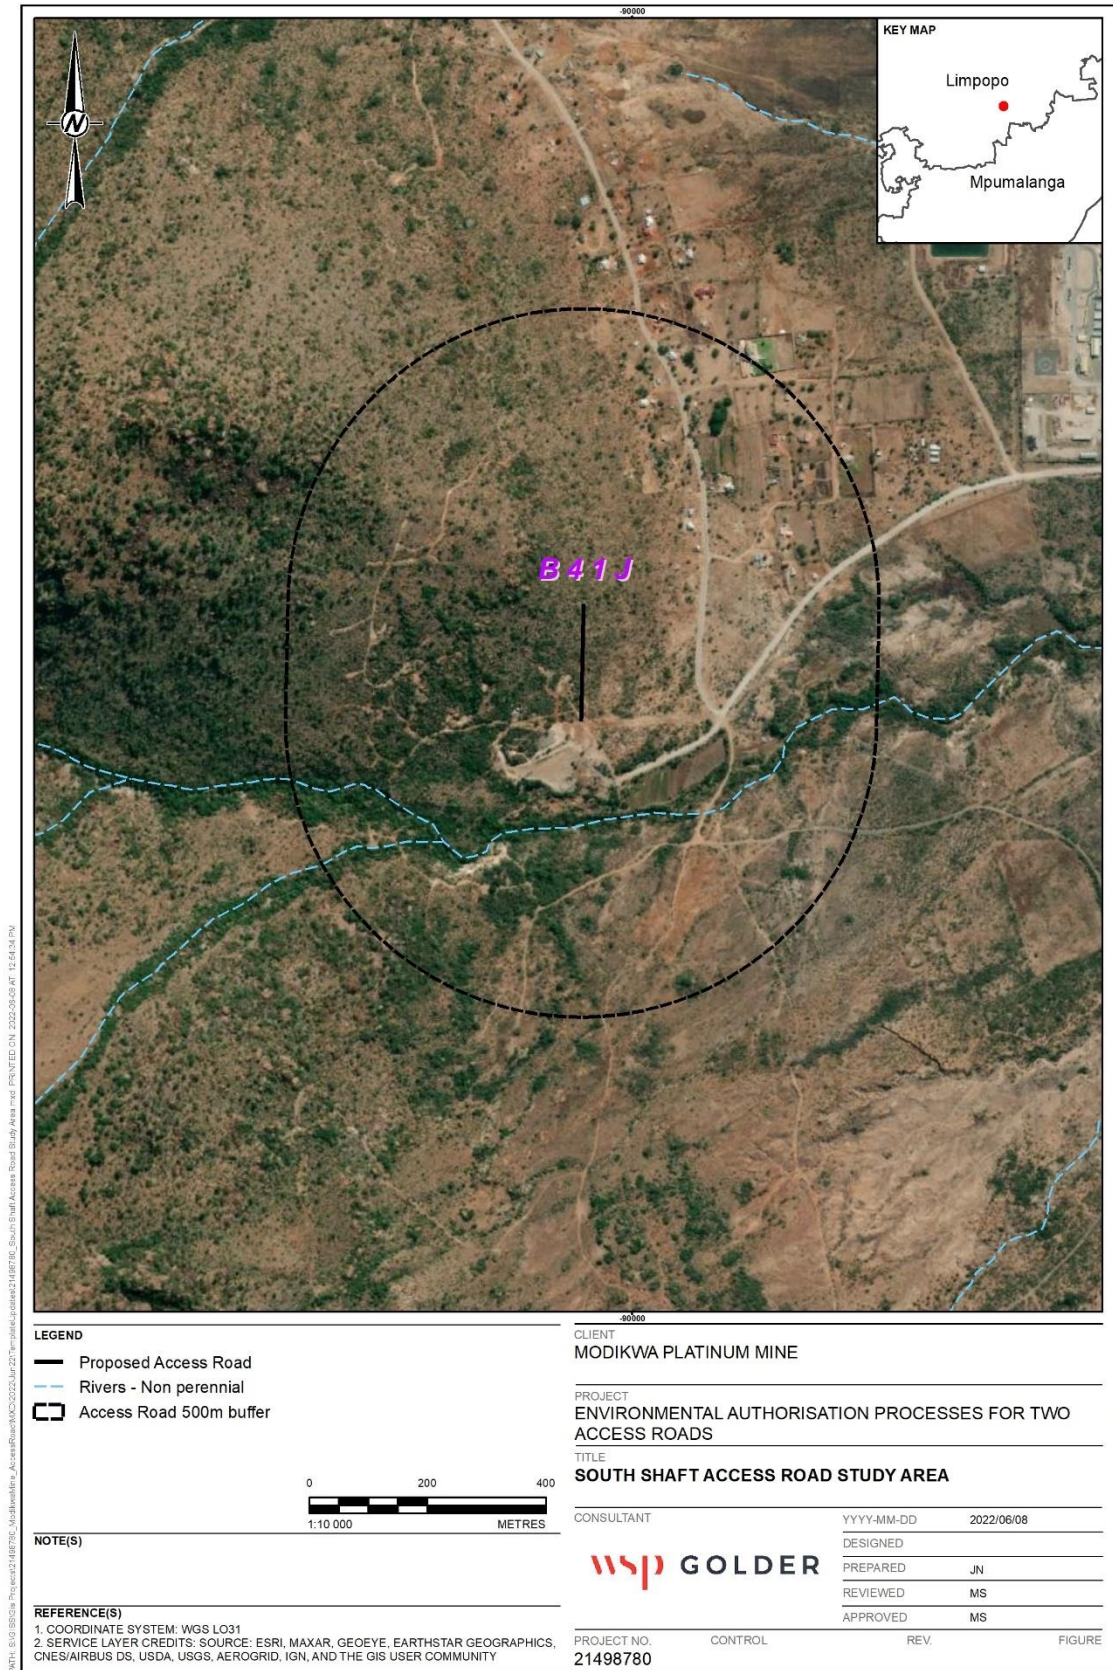 -90000
KEY MAP
Limpopo
Mpumalanga
N
B41J
-90000
LEGEND
Proposed Access Road
Rivers - Non perennial
Access Road 500m buffer
0 200 400
1:10 000 METRES
NOTE(S)
REFERENCE(S)
1. COORDINATE SYSTEM: WGS LO31
2. SERVICE LAYER CREDITS: SOURCE: ESRI, MAXAR, GEOEYE, EARTHSTAR GEOGRAPHICS,
CNES/AIRBUS DS, USDA, USGS, AEROGRID, IGN, AND THE GIS USER COMMUNITY
CLIENT
MODIKWA PLATINUM MINE
PROJECT
ENVIRONMENTAL AUTHORISATION PROCESSES FOR TWO
ACCESS ROADS
TITLE
SOUTH SHAFT ACCESS ROAD STUDY AREA
CONSULTANT
wsp GOLDER
YYYY-MM-DD 2022/06/08
DESIGNED
PREPARED JN
REVIEWED MS
APPROVED MS
PROJECT NO. CONTROL REV. FIGURE
21498780